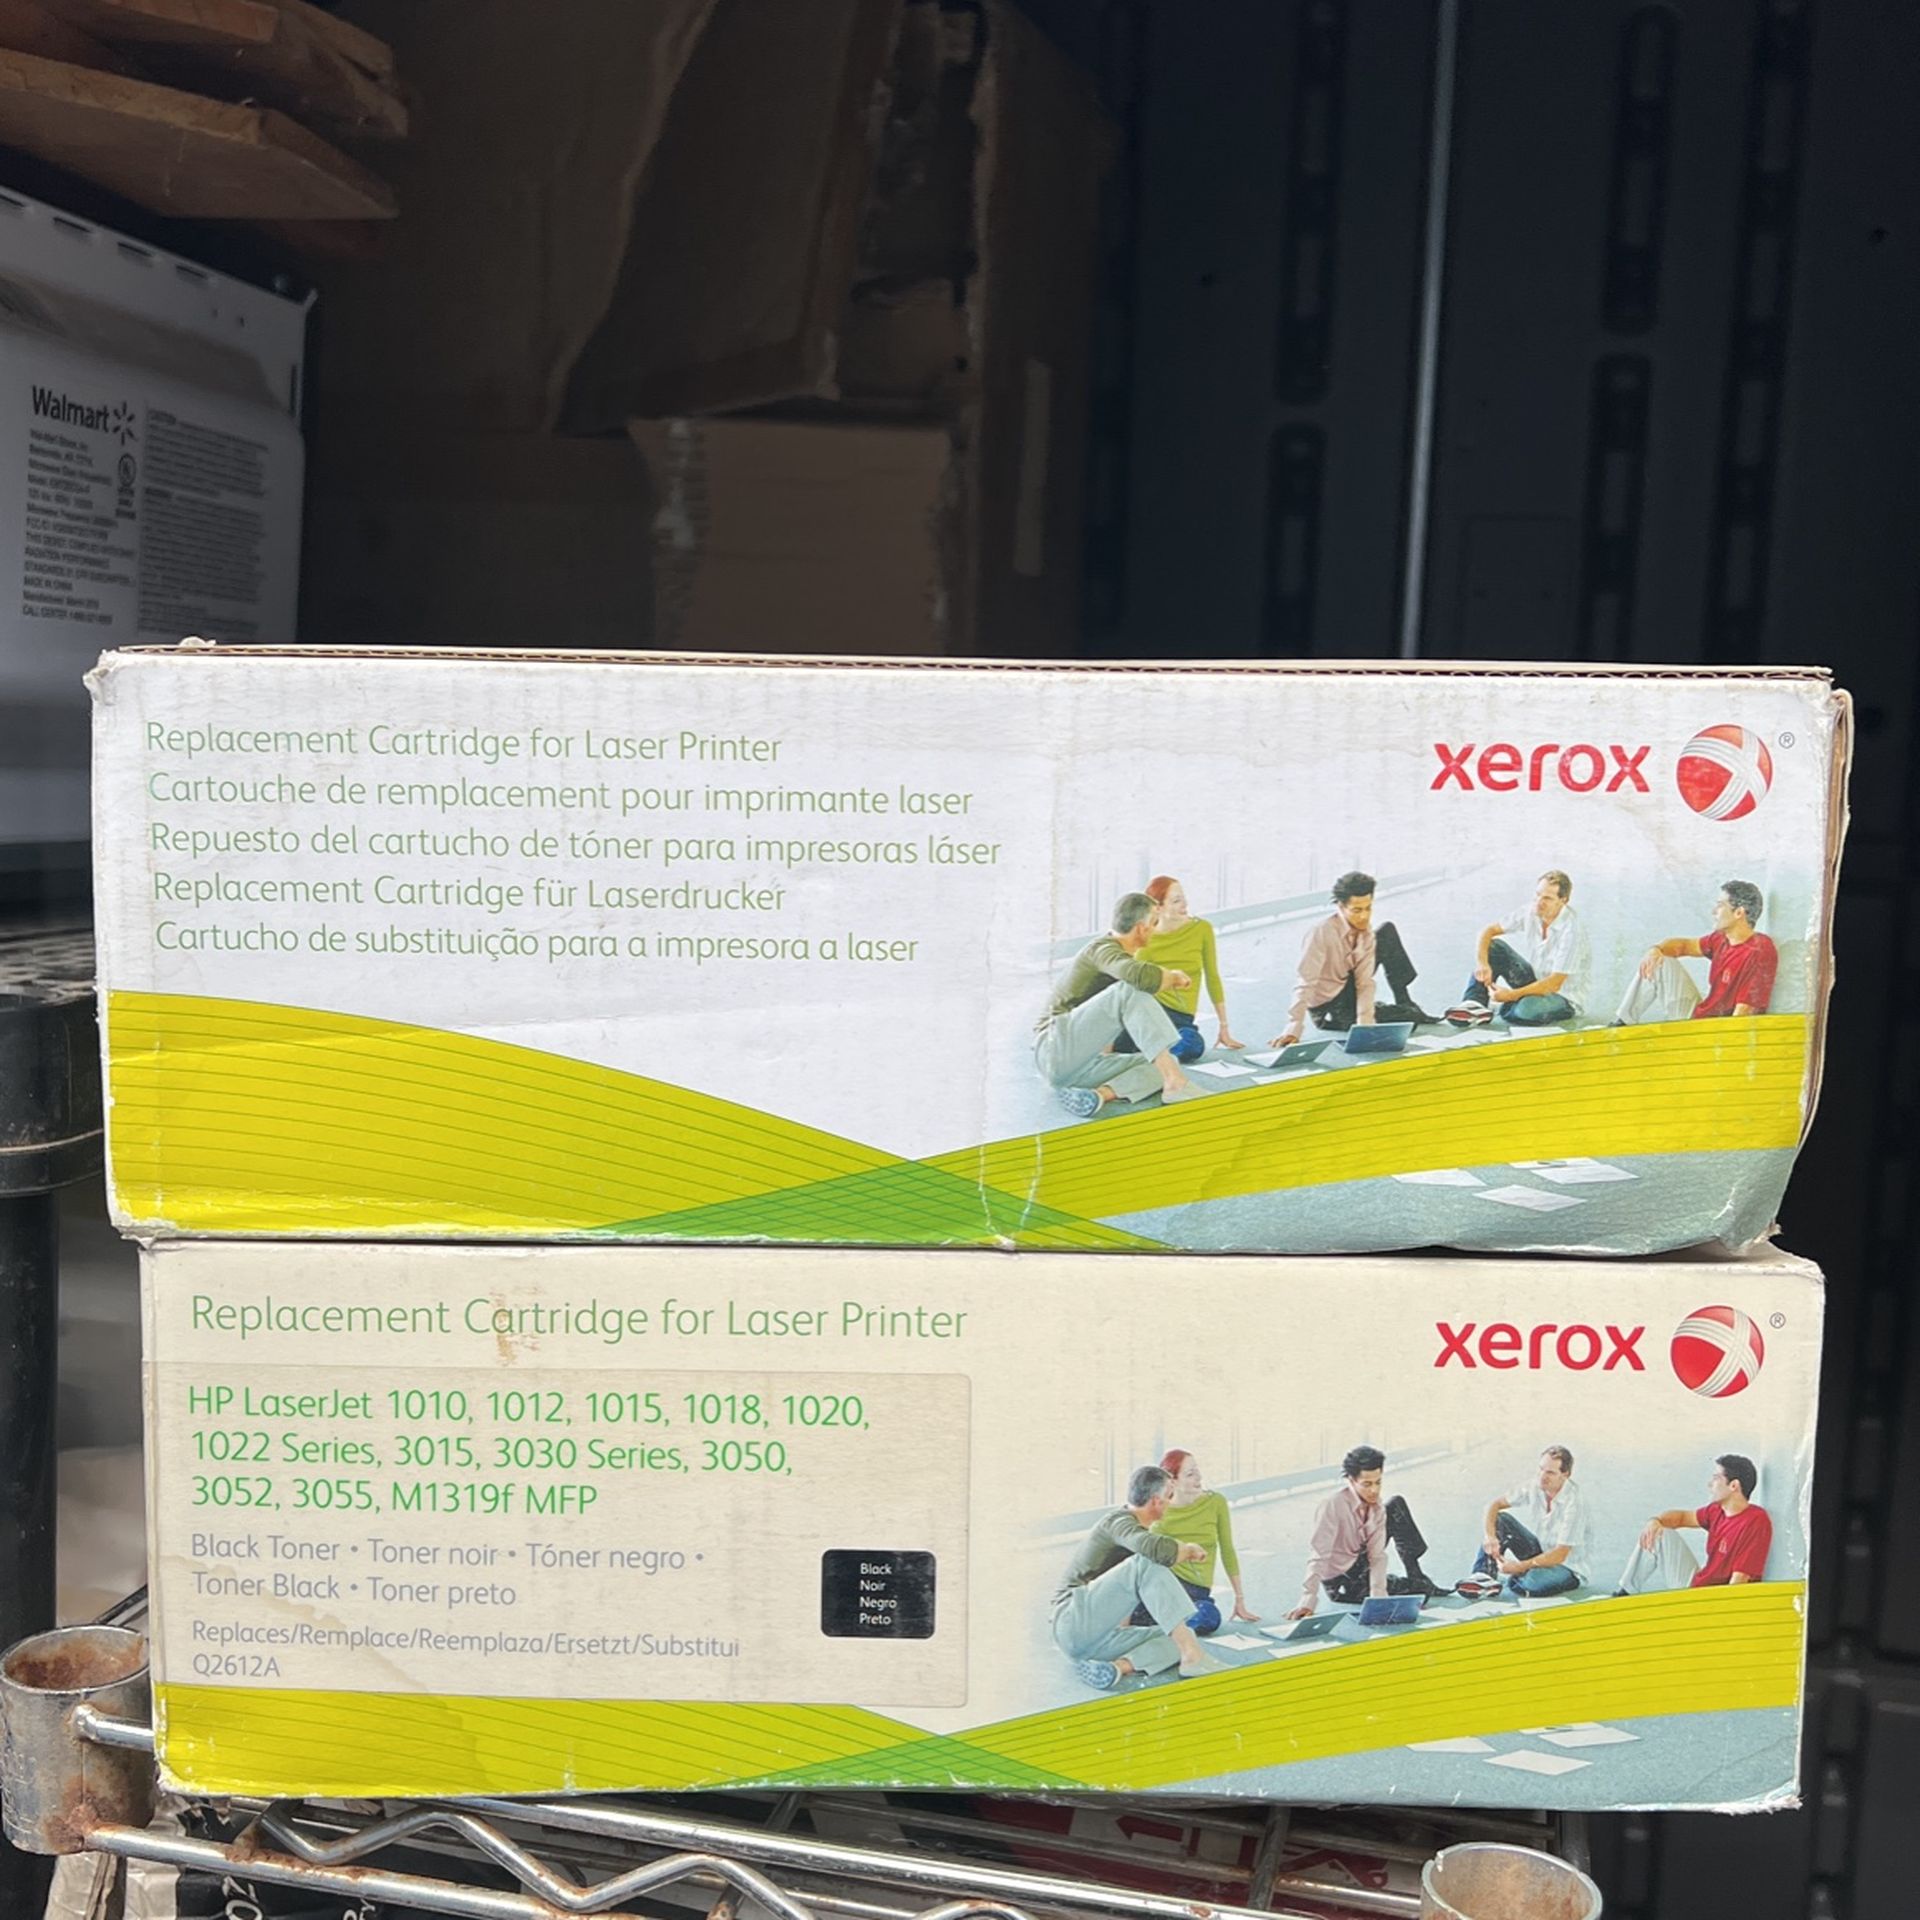 Walmart
Replacement Cartridge for Laser Printer
Cartouche de remplacement pour imprimante laser
Repuesto del cartucho de tóner para impresoras láser
Replacement Cartridge für Laserdrucker
Cartucho de substituição para a impresora a laser
xerox ®
Replacement Cartridge for Laser Printer
xerox ®
HP LaserJet 1010, 1012, 1015, 1018, 1020,
1022 Series, 3015, 3030 Series, 3050,
3052, 3055, M1319f MFP
Black Toner • Toner noir • Tóner negro •
Toner Black • Toner preto
Black
Noir
Negro
Preto
Replaces/Remplace/Reemplaza/Ersetzt/Substitui
Q2612A